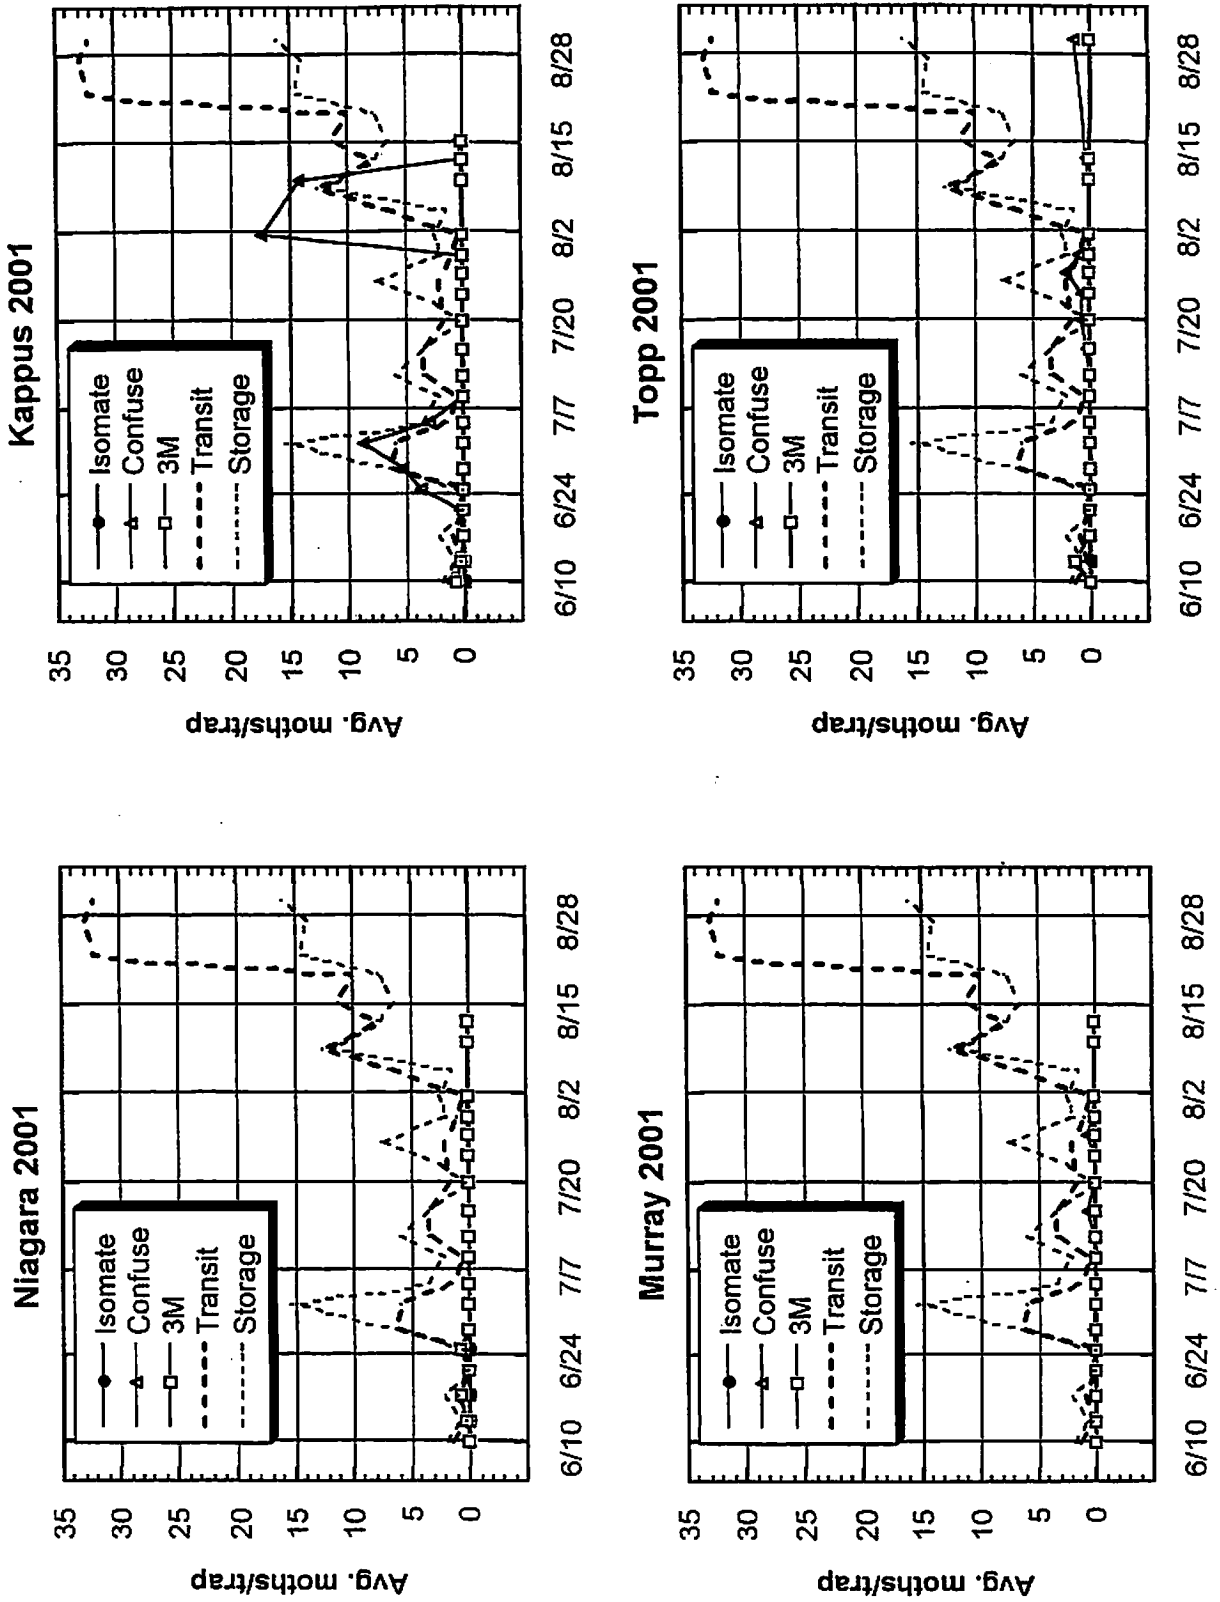 Niagara 2001
Avg. moths/trap
35
30
25
20
15
10
5
0
Isomate
Confuse
3M
Transit
Storage
6/10
6/24
7/7
7/20
8/2
8/15
8/28
Kappus 2001
Avg. moths/trap
35
30
25
20
15
10
5
0
Isomate
Confuse
3M
Transit
Storage
6/10
6/24
7/7
7/20
8/2
8/15
8/28
Murray 2001
Avg. moths/trap
35
30
25
20
15
10
5
0
Isomate
Confuse
3M
Transit
Storage
6/10
6/24
7/7
7/20
8/2
8/15
8/28
Topp 2001
Avg. moths/trap
35
30
25
20
15
10
5
0
Isomate
Confuse
3M
Transit
Storage
6/10
6/24
7/7
7/20
8/2
8/15
8/28